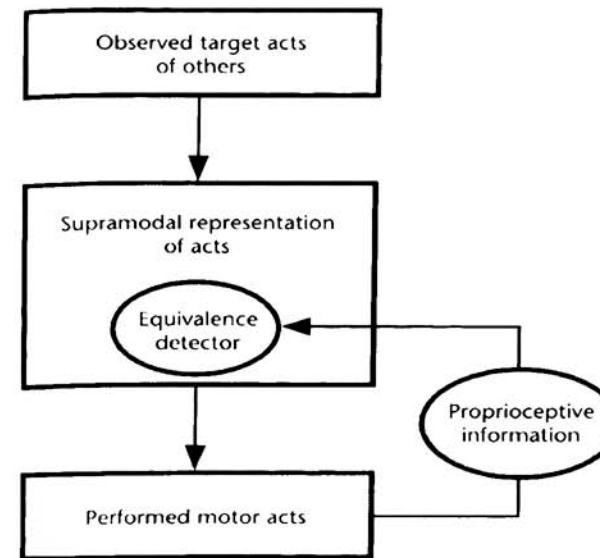 Observed target acts
of others
Supramodal representation
of acts
Equivalence
detector
Proprioceptive
information
Performed motor acts